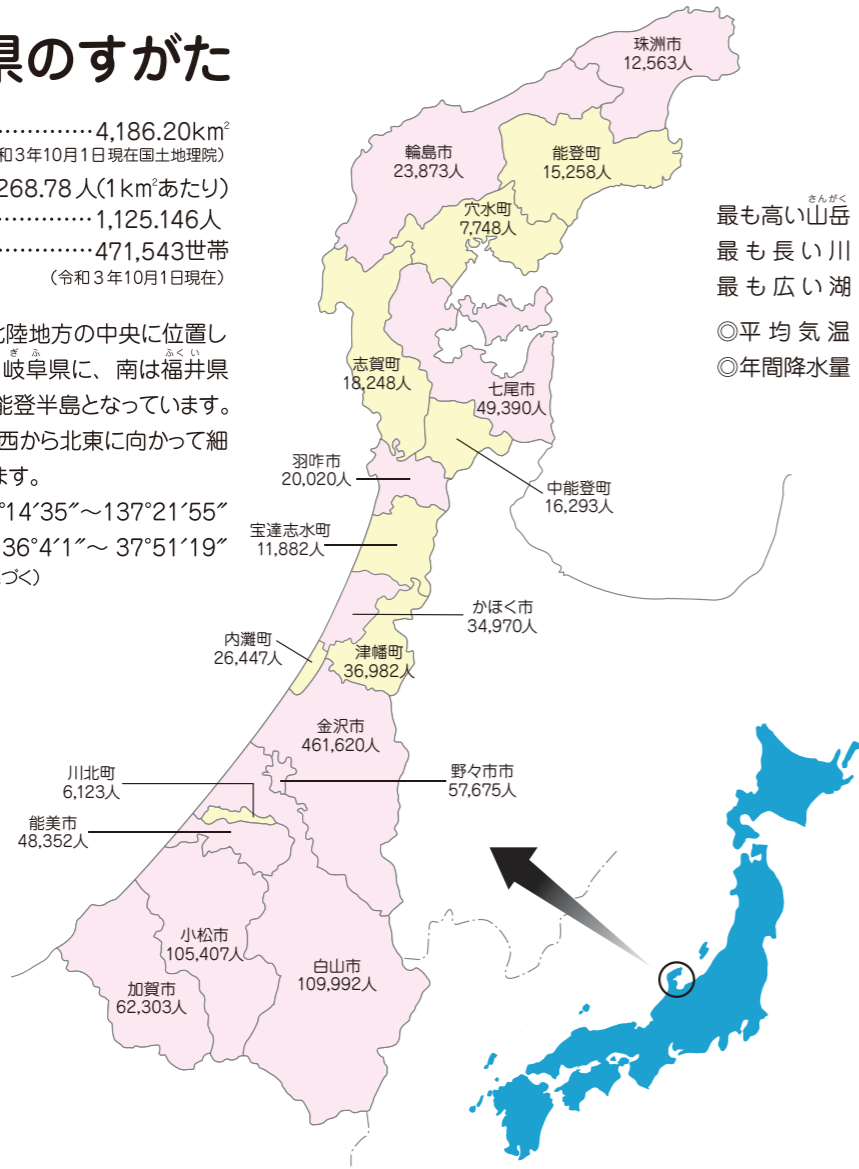 県のすがた
4,186.20km²
和3年10月1日現在国土地理院）
268.78人(1km²あたり)
1,125.146人
471,543世帯
（令和3年10月1日現在）
北陸地方の中央に位置し
岐阜県に、南は福井県
能登半島となっています。
西から北東に向かって細
ます。
°14′35″～137°21′55″
36°4′1″～37°51′19″
づく）
珠洲市
12,563人
輪島市
23,873人
能登町
15,258人
穴水町
7,748人
志賀町
18,248人
七尾市
49,390人
羽咋市
20,020人
中能登町
16,293人
宝達志水町
11,882人
かほく市
34,970人
内灘町
26,447人
津幡町
36,982人
金沢市
461,620人
川北町
6,123人
野々市市
57,675人
能美市
48,352人
小松市
105,407人
白山市
109,992人
加賀市
62,303人
さんがく
最も高い山岳
最も長い川
最も広い湖
◎平均気温
◎年間降水量